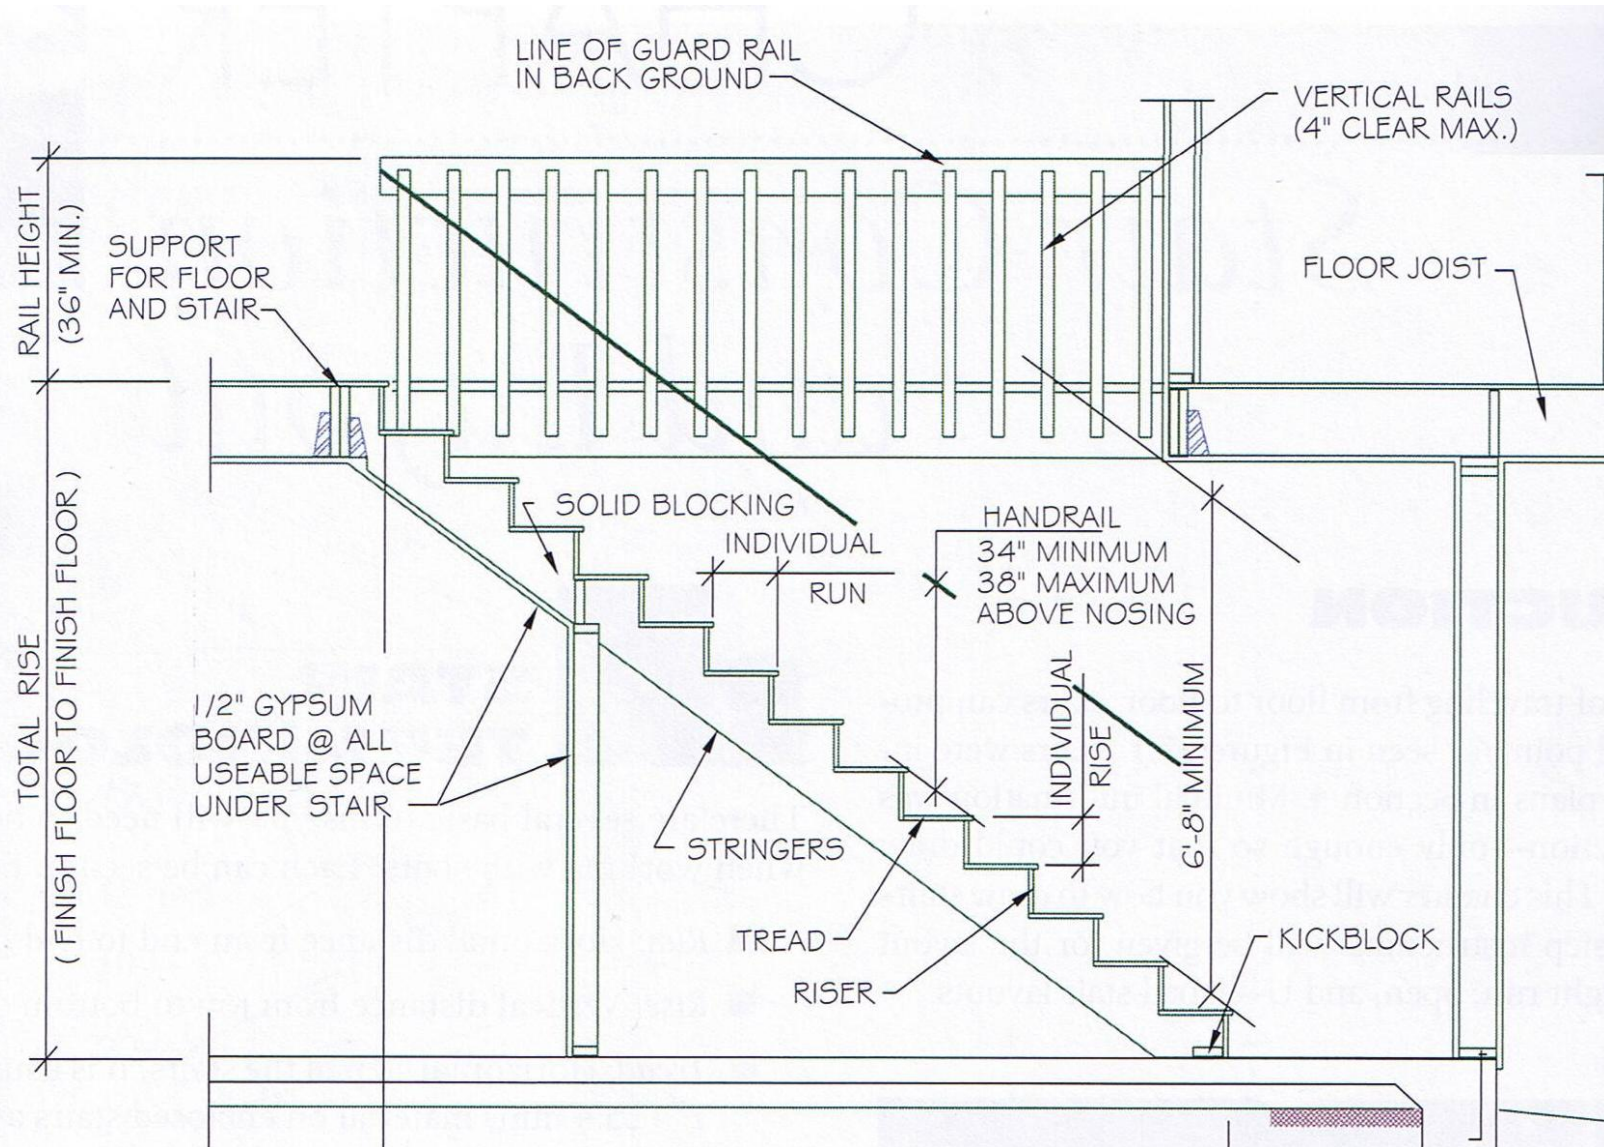 LINE OF GUARD RAIL
IN BACK GROUND
VERTICAL RAILS
(4" CLEAR MAX.)
RAIL HEIGHT
(36" MIN.)
SUPPORT
FOR FLOOR
AND STAIR
FLOOR JOIST
SOLID BLOCKING
INDIVIDUAL
RUN
HANDRAIL
34" MINIMUM
38" MAXIMUM
ABOVE NOSING
TOTAL RISE
(FINISH FLOOR TO FINISH FLOOR)
1/2" GYPSUM
BOARD @ ALL
USEABLE SPACE
UNDER STAIR
INDIVIDUAL
RISE
6'-8" MINIMUM
STRINGERS
TREAD
RISER
KICKBLOCK